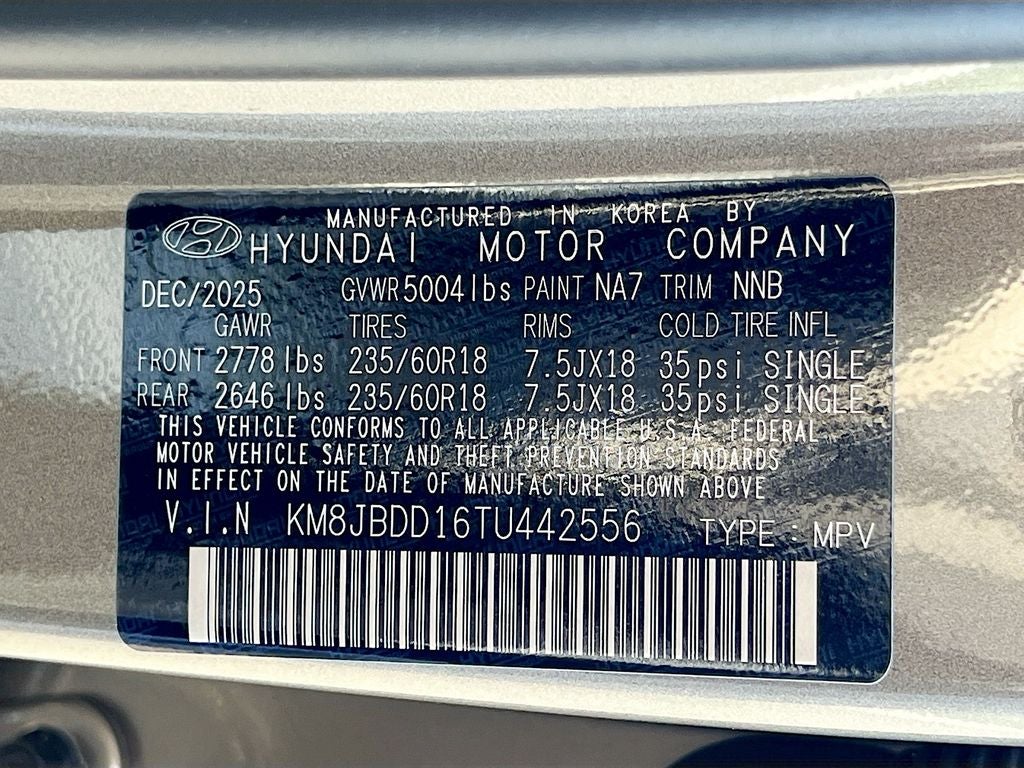 MANUFACTURED IN KOREA BY
HYUNDAI MOTOR COMPANY
DEC/2025 GVWR 5004 lbs PAINT NA7 TRIM NNB
GAWR TIRES RIMS COLD TIRE INFL
FRONT 2778 lbs 235/60R18 7.5JX18 35psi SINGLE
REAR 2646 lbs 235/60R18 7.5JX18 35psi SINGLE
THIS VEHICLE CONFORMS TO ALL APPLICABLE U.S.A. FEDERAL
MOTOR VEHICLE SAFETY AND THEFT PREVENTION STANDARDS
IN EFFECT ON THE DATE OF MANUFACTURE SHOWN ABOVE
V.I.N KM8JBDD16TU442556 TYPE : MPV